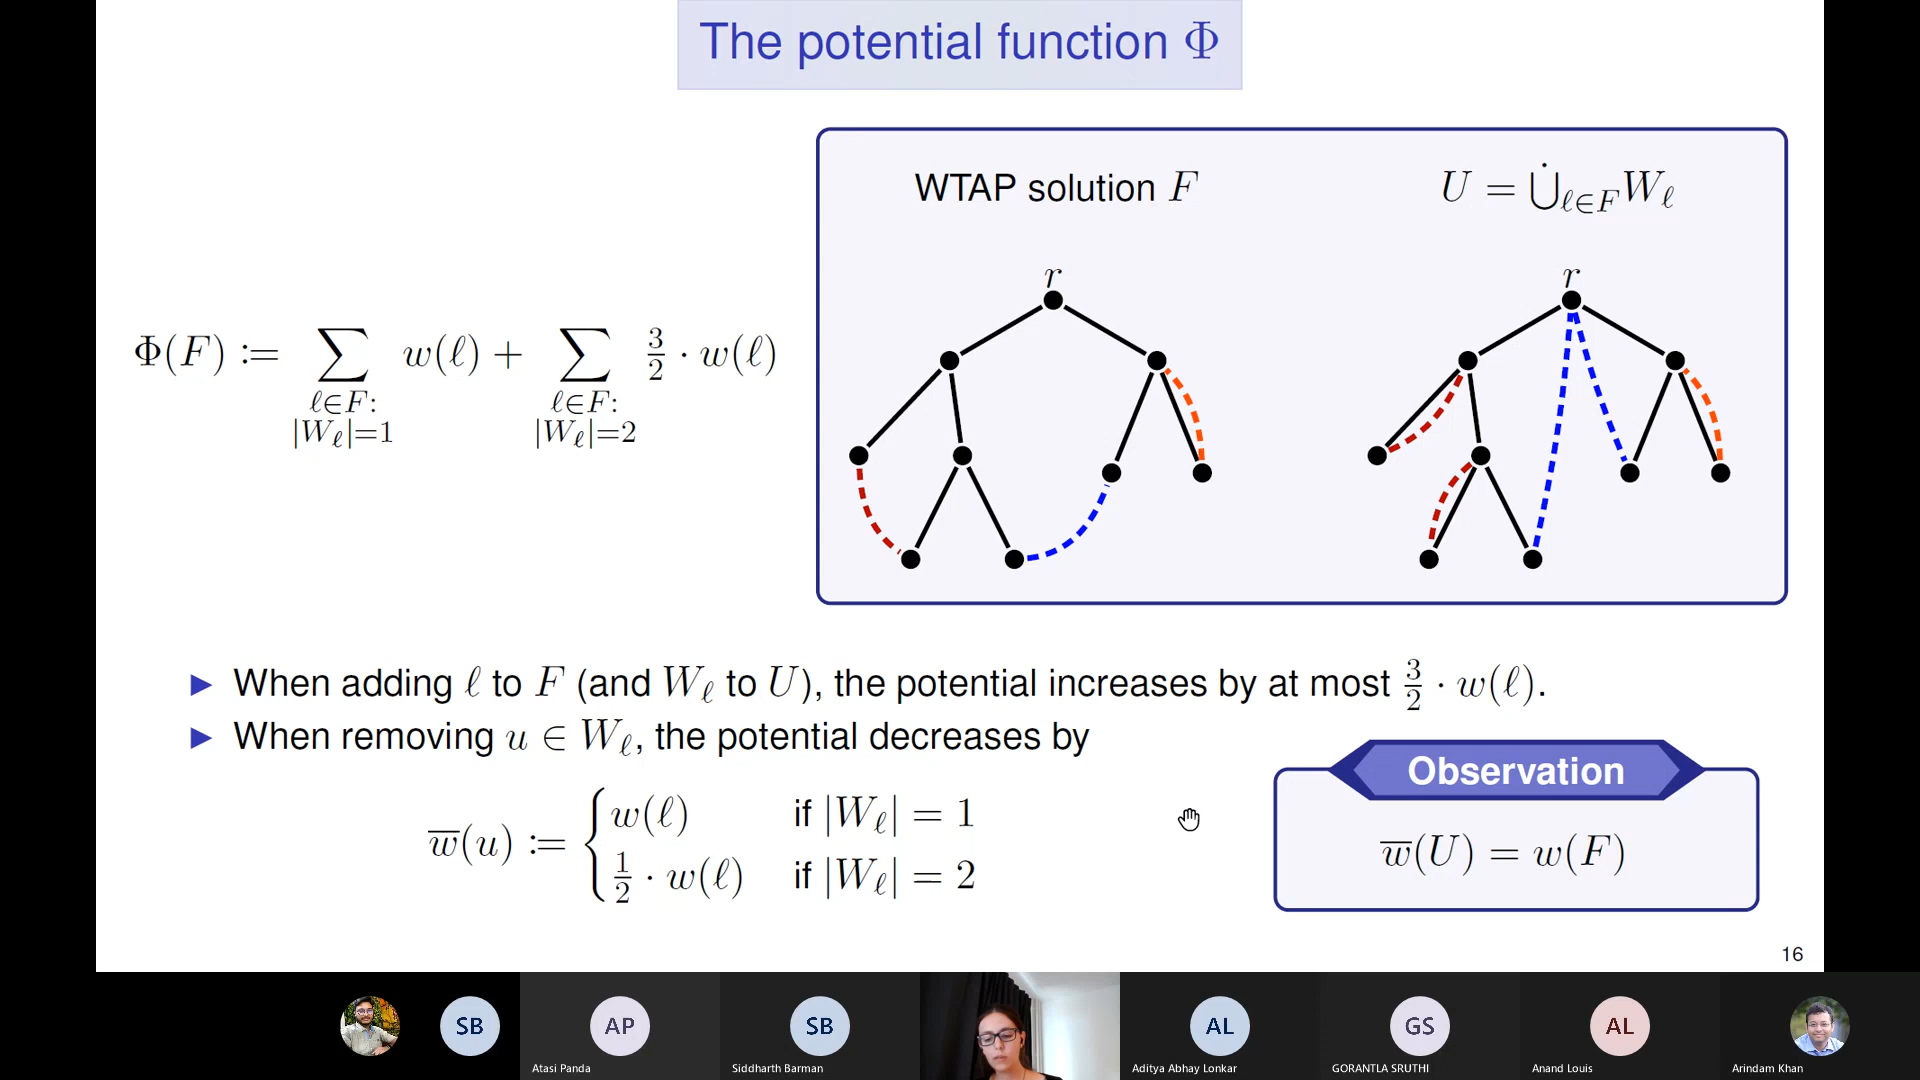 The potential function Φ
WTAP solution F
U = ⋃̇_{ℓ∈F} W_ℓ
r
r
Φ(F) := ∑_{ℓ∈F: |W_ℓ|=1} w(ℓ) + ∑_{ℓ∈F: |W_ℓ|=2} 3/2 · w(ℓ)
▶ When adding ℓ to F (and W_ℓ to U), the potential increases by at most 3/2 · w(ℓ).
▶ When removing u ∈ W_ℓ, the potential decreases by
w̅(u) := { w(ℓ) if |W_ℓ| = 1
1/2 · w(ℓ) if |W_ℓ| = 2
Observation
w̅(U) = w(F)
16
SB
AP
SB
AL
GS
AL
Atasi Panda
Siddharth Barman
Aditya Abhay Lonkar
GORANTLA SRUTHI
Anand Louis
Arindam Khan